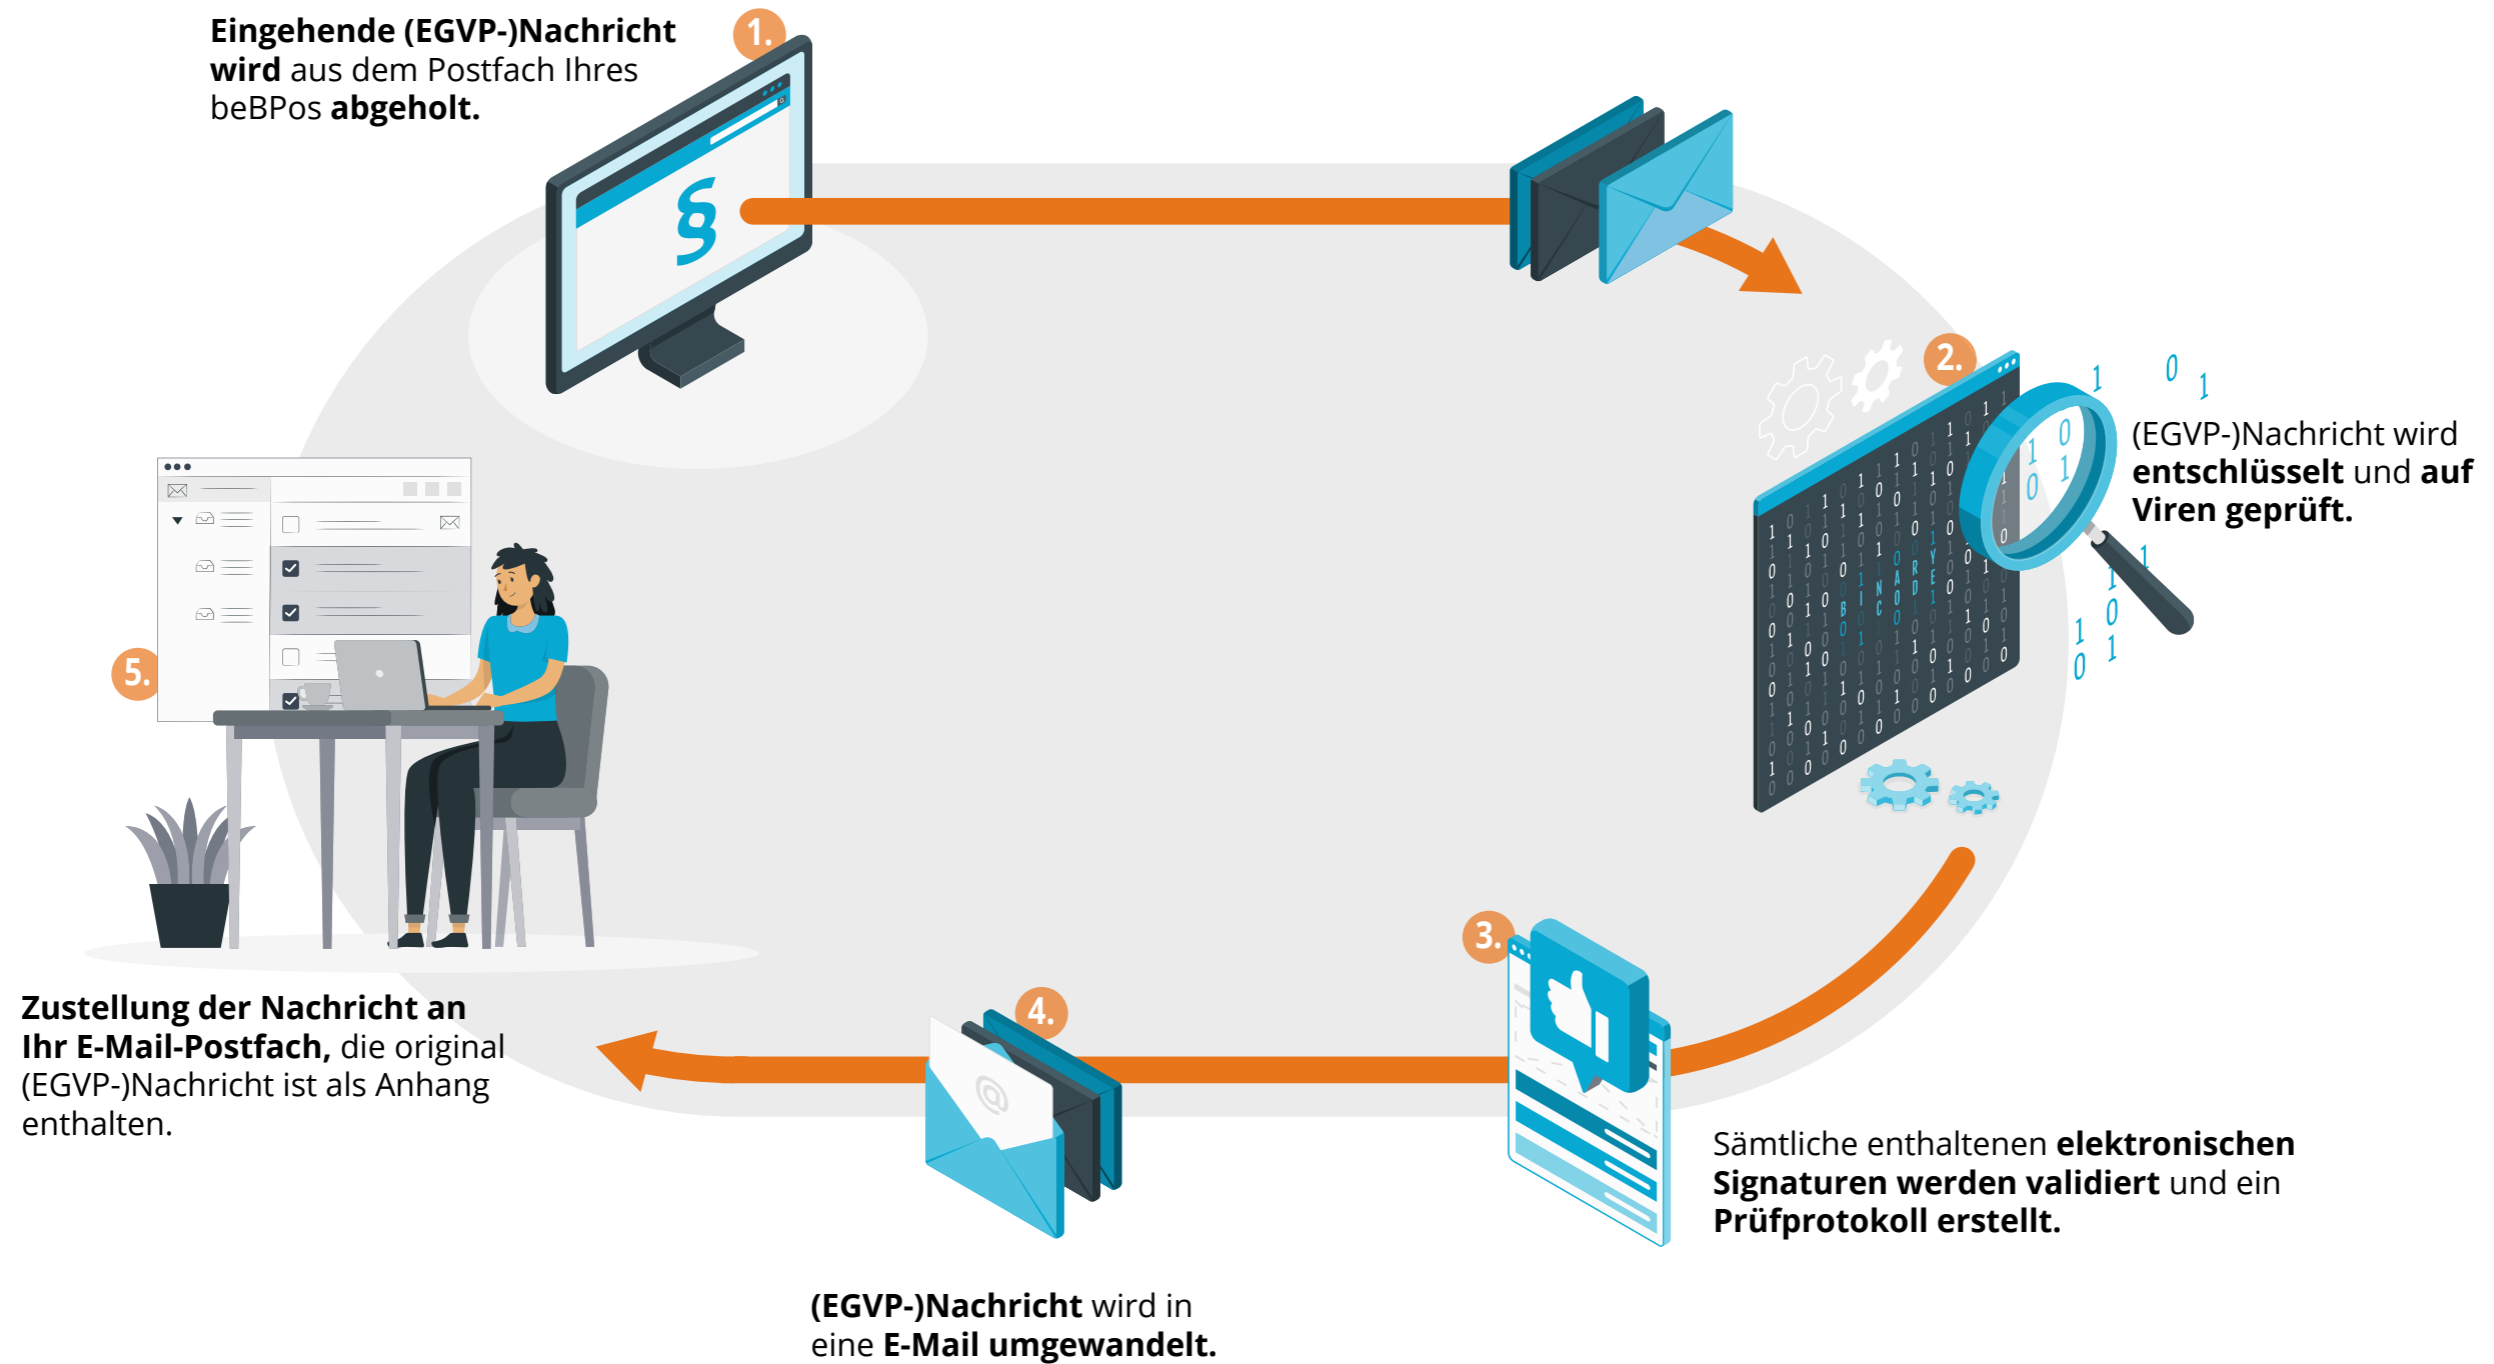 1.
Eingehende (EGVP-)Nachricht
wird aus dem Postfach Ihres
beBPos abgeholt.
§
2.
(EGVP-)Nachricht wird
entschlüsselt und auf
Viren geprüft.
3.
Sämtliche enthaltenen elektronischen
Signaturen werden validiert und ein
Prüfprotokoll erstellt.
4.
@
(EGVP-)Nachricht wird in
eine E-Mail umgewandelt.
5.
Zustellung der Nachricht an
Ihr E-Mail-Postfach, die original
(EGVP-)Nachricht ist als Anhang
enthalten.